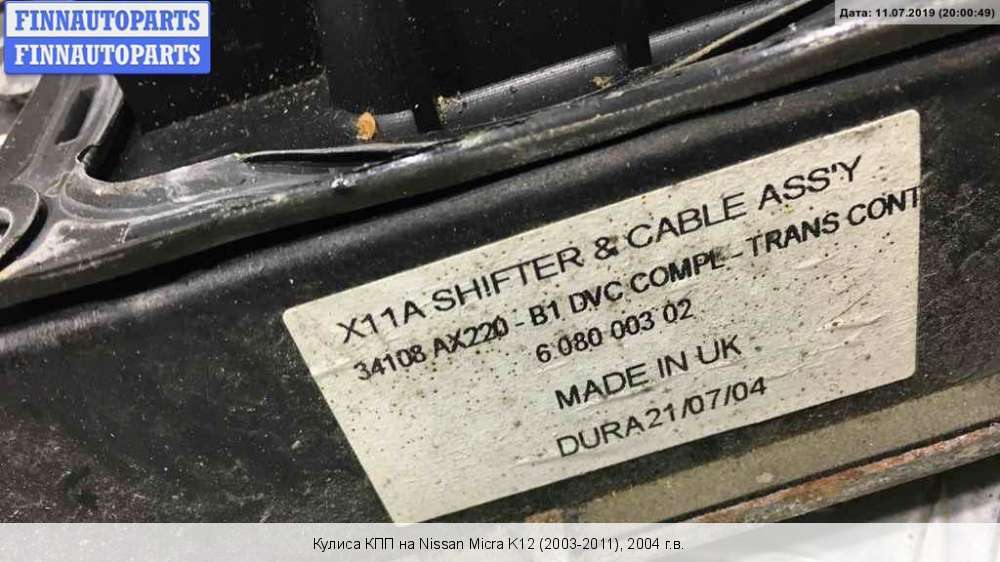 FINNAUTOPARTS
FINNAUTOPARTS
Дата: 11.07.2019 (20:00:49)
X11A SHIFTER & CABLE ASS'Y
34108 AX220 - B1 DVC COMPL - TRANS CONT
6 080 003 02
MADE IN UK
DURA21/07/04
Кулиса КПП на Nissan Micra K12 (2003-2011), 2004 г.в.